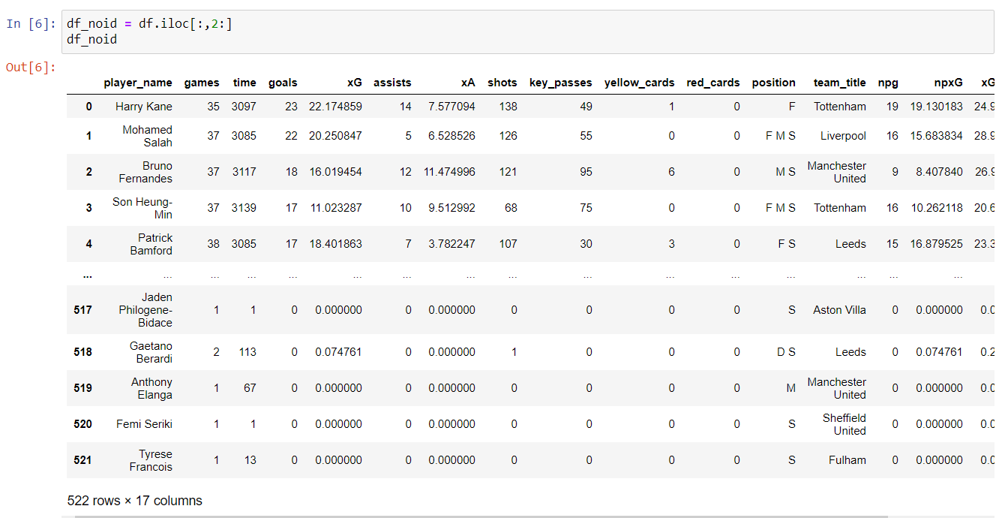 In [6]: df_noid = df.iloc[:,2:]
df_noid
Out[6]:
player_name games time goals xG assists xA shots key_passes yellow_cards red_cards position team_title npg npxG xG
0 Harry Kane 35 3097 23 22.174859 14 7.577094 138 49 1 0 F Tottenham 19 19.130183 24.9
1 Mohamed Salah 37 3085 22 20.250847 5 6.528526 126 55 0 0 F M S Liverpool 16 15.683834 28.9
2 Bruno Fernandes 37 3117 18 16.019454 12 11.474996 121 95 6 0 M S Manchester United 9 8.407840 26.9
3 Son Heung-Min 37 3139 17 11.023287 10 9.512992 68 75 0 0 F M S Tottenham 16 10.262118 20.6
4 Patrick Bamford 38 3085 17 18.401863 7 3.782247 107 30 3 0 F S Leeds 15 16.879525 23.3
... ... ... ... ... ... ... ... ... ... ... ... ... ... ... ...
517 Jaden Philogene-Bidace 1 1 0 0.000000 0 0.000000 0 0 0 0 S Aston Villa 0 0.000000 0.0
518 Gaetano Berardi 2 113 0 0.074761 0 0.000000 1 0 0 0 D S Leeds 0 0.074761 0.2
519 Anthony Elanga 1 67 0 0.000000 0 0.000000 0 0 0 0 M Manchester United 0 0.000000 0.0
520 Femi Seriki 1 1 0 0.000000 0 0.000000 0 0 0 0 S Sheffield United 0 0.000000 0.0
521 Tyrese Francois 1 13 0 0.000000 0 0.000000 0 0 0 0 S Fulham 0 0.000000 0.0
522 rows × 17 columns